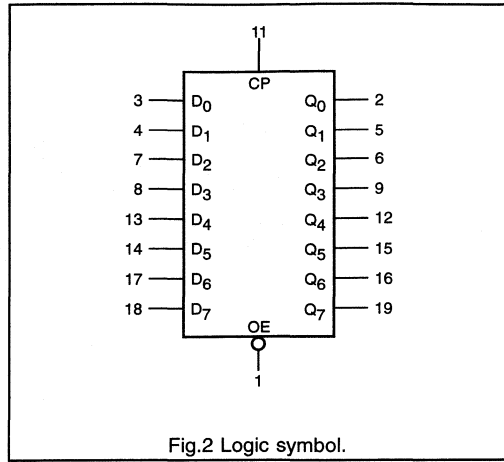 11
CP
3 D0 Q0 2
4 D1 Q1 5
7 D2 Q2 6
8 D3 Q3 9
13 D4 Q4 12
14 D5 Q5 15
17 D6 Q6 16
18 D7 Q7 19
OE
1
Fig.2 Logic symbol.